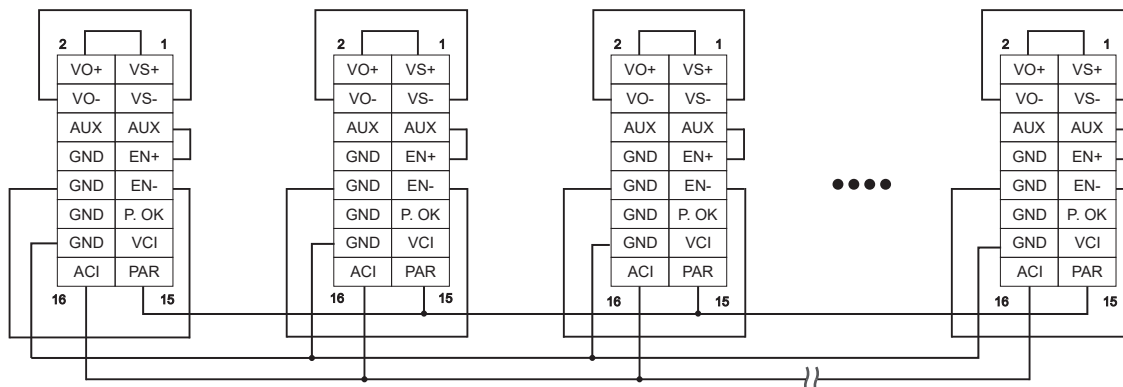 2 1 2 1 2 1 2 1
VO+ VS+ VO+ VS+ VO+ VS+ VO+ VS+
VO- VS- VO- VS- VO- VS- VO- VS-
AUX AUX AUX AUX AUX AUX AUX AUX
GND EN+ GND EN+ GND EN+ GND EN+
GND EN- GND EN- GND EN- GND EN-
GND P. OK GND P. OK GND P. OK GND P. OK
GND VCI GND VCI GND VCI GND VCI
ACI PAR ACI PAR ACI PAR ACI PAR
16 15 16 15 16 15 16 15